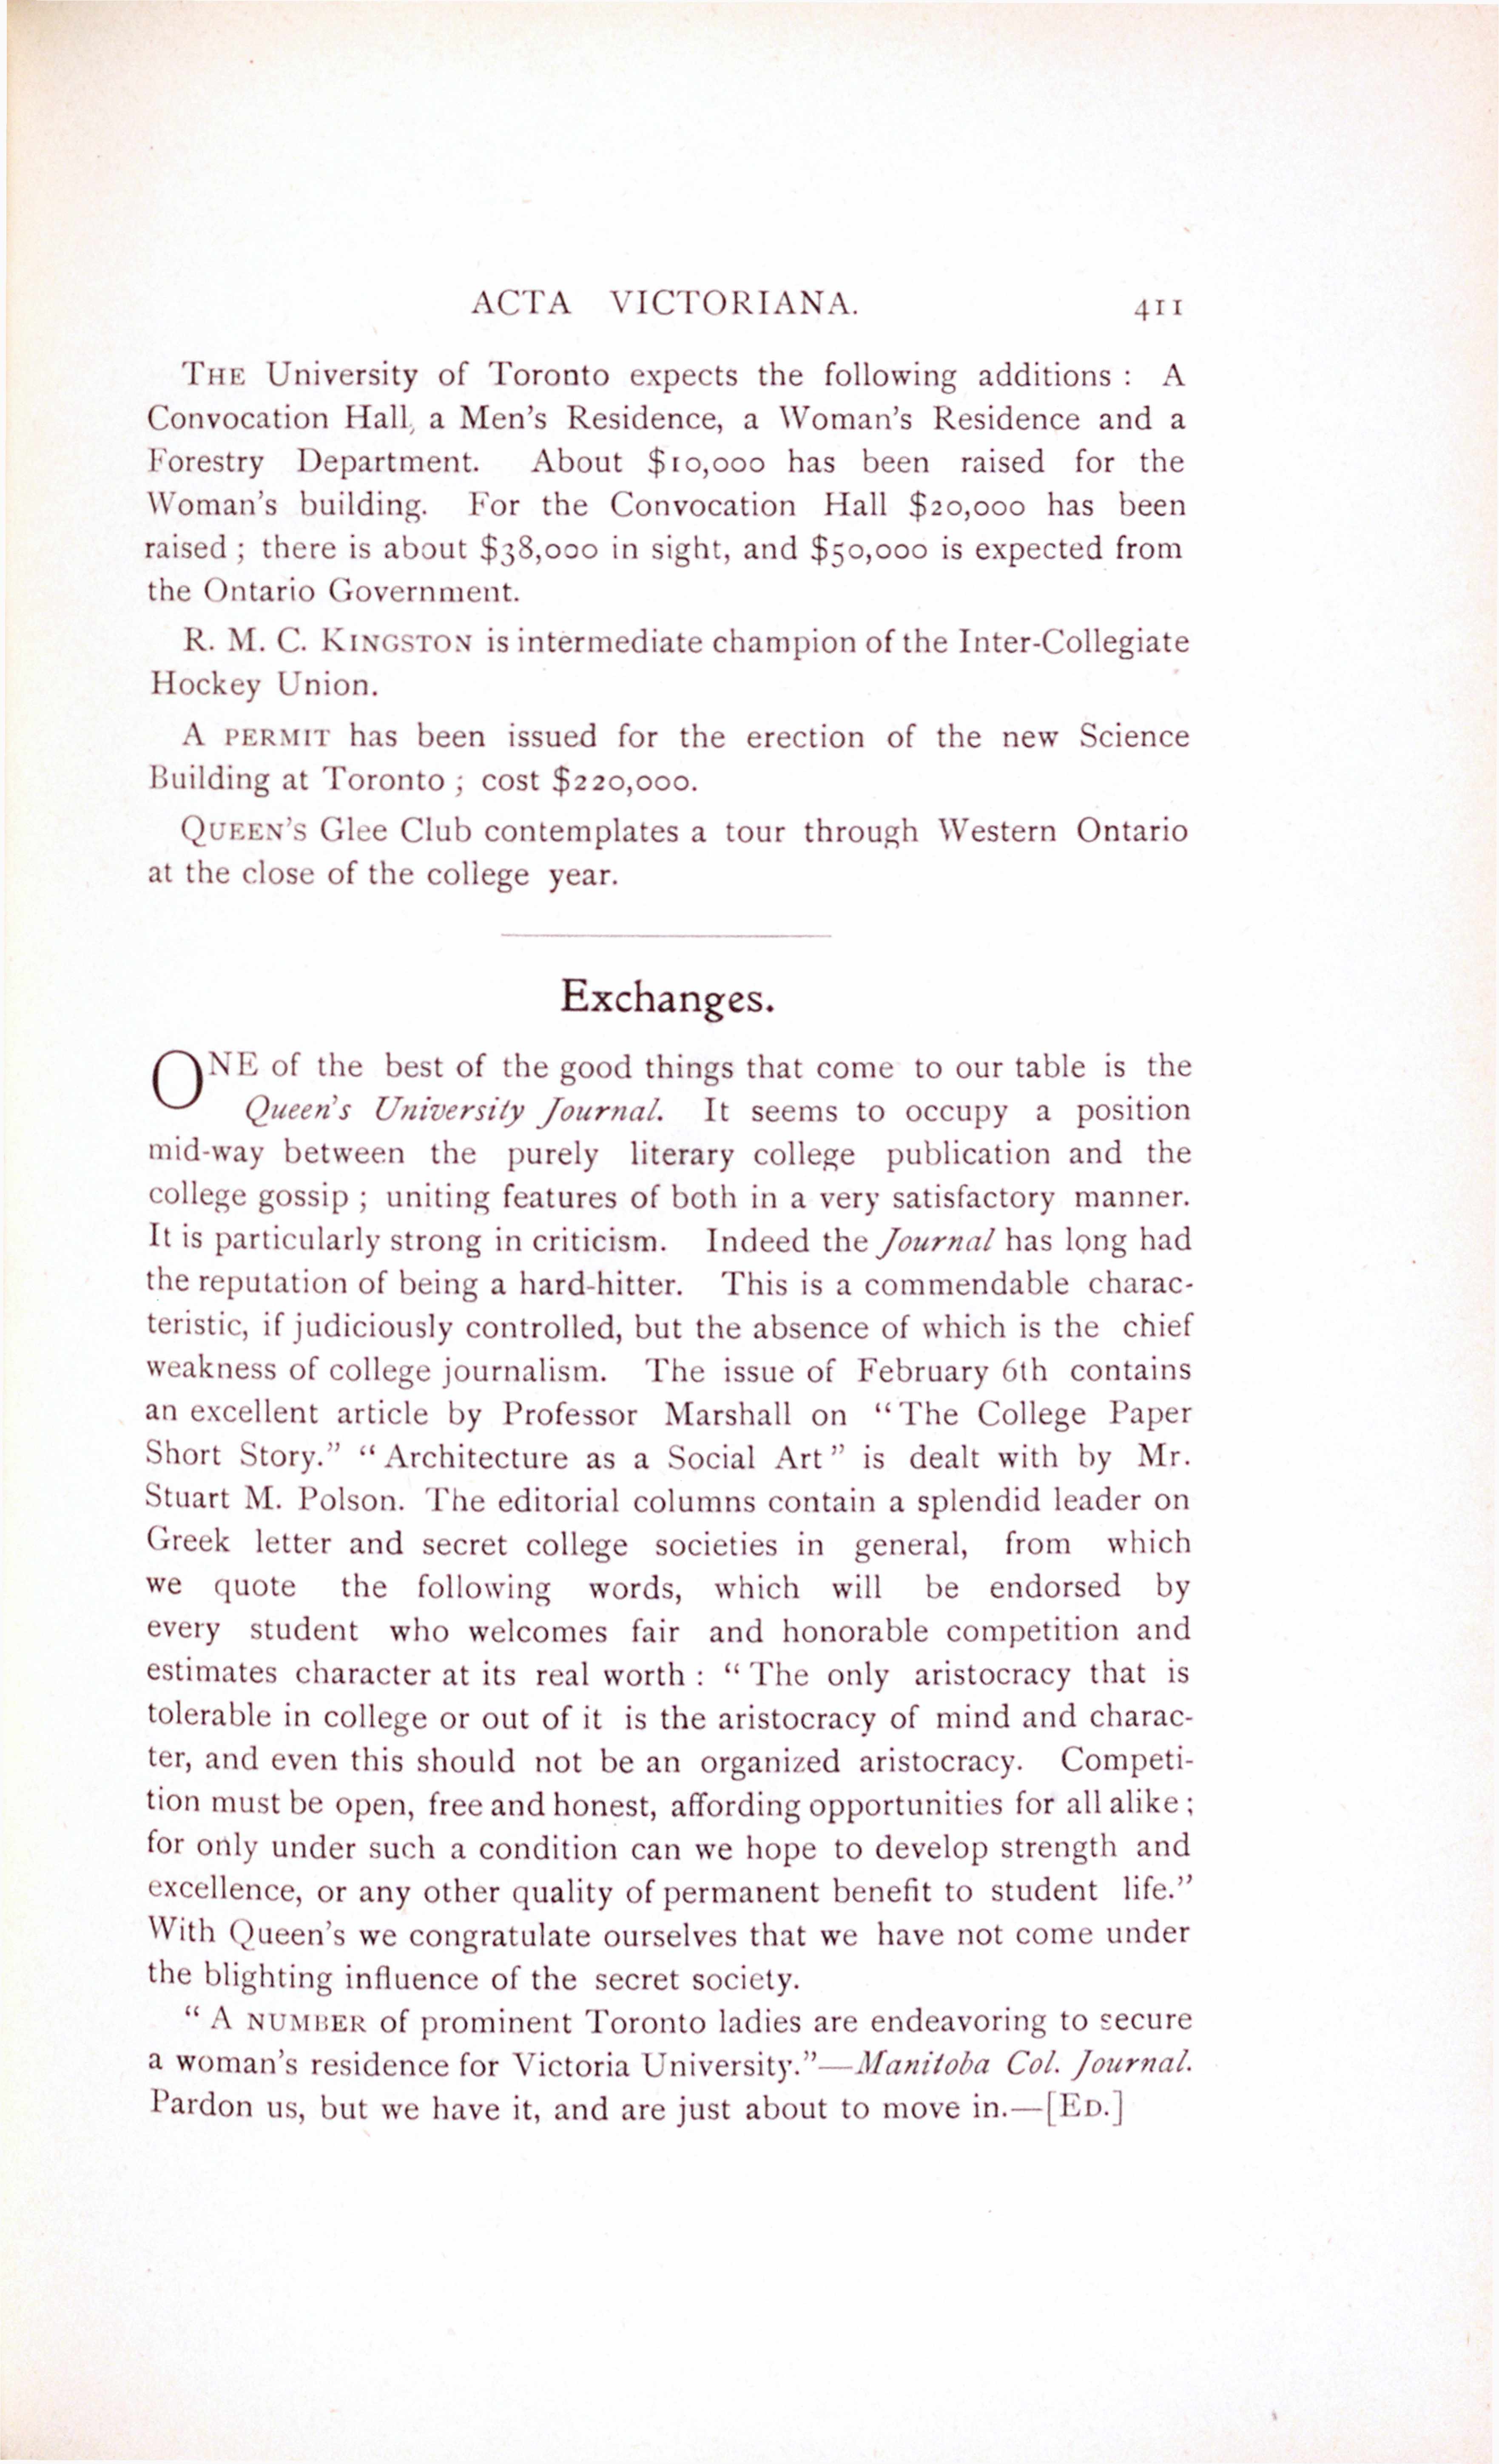 ACTA VICTORIANA. 411
THE University of Toronto expects the following additions : A
Convocation Hall, a Men's Residence, a Woman's Residence and a
Forestry Department. About $10,000 has been raised for the
Woman's building. For the Convocation Hall $20,000 has been
raised ; there is about $38,000 in sight, and $50,000 is expected from
the Ontario Government.
R. M. C. KINGSTON is intermediate champion of the Inter-Collegiate
Hockey Union.
A PERMIT has been issued for the erection of the new Science
Building at Toronto ; cost $220,000.
QUEEN'S Glee Club contemplates a tour through Western Ontario
at the close of the college year.
Exchanges.
ONE of the best of the good things that come to our table is the
Queen's University Journal. It seems to occupy a position
mid-way between the purely literary college publication and the
college gossip ; uniting features of both in a very satisfactory manner.
It is particularly strong in criticism. Indeed the Journal has long had
the reputation of being a hard-hitter. This is a commendable charac-
teristic, if judiciously controlled, but the absence of which is the chief
weakness of college journalism. The issue of February 6th contains
an excellent article by Professor Marshall on "The College Paper
Short Story." "Architecture as a Social Art" is dealt with by Mr.
Stuart M. Polson. The editorial columns contain a splendid leader on
Greek letter and secret college societies in general, from which
we quote the following words, which will be endorsed by
every student who welcomes fair and honorable competition and
estimates character at its real worth : "The only aristocracy that is
tolerable in college or out of it is the aristocracy of mind and charac-
ter, and even this should not be an organized aristocracy. Competi-
tion must be open, free and honest, affording opportunities for all alike ;
for only under such a condition can we hope to develop strength and
excellence, or any other quality of permanent benefit to student life."
With Queen's we congratulate ourselves that we have not come under
the blighting influence of the secret society.
"A NUMBER of prominent Toronto ladies are endeavoring to secure
a woman's residence for Victoria University."—Manitoba Col. Journal.
Pardon us, but we have it, and are just about to move in.—[ED.]